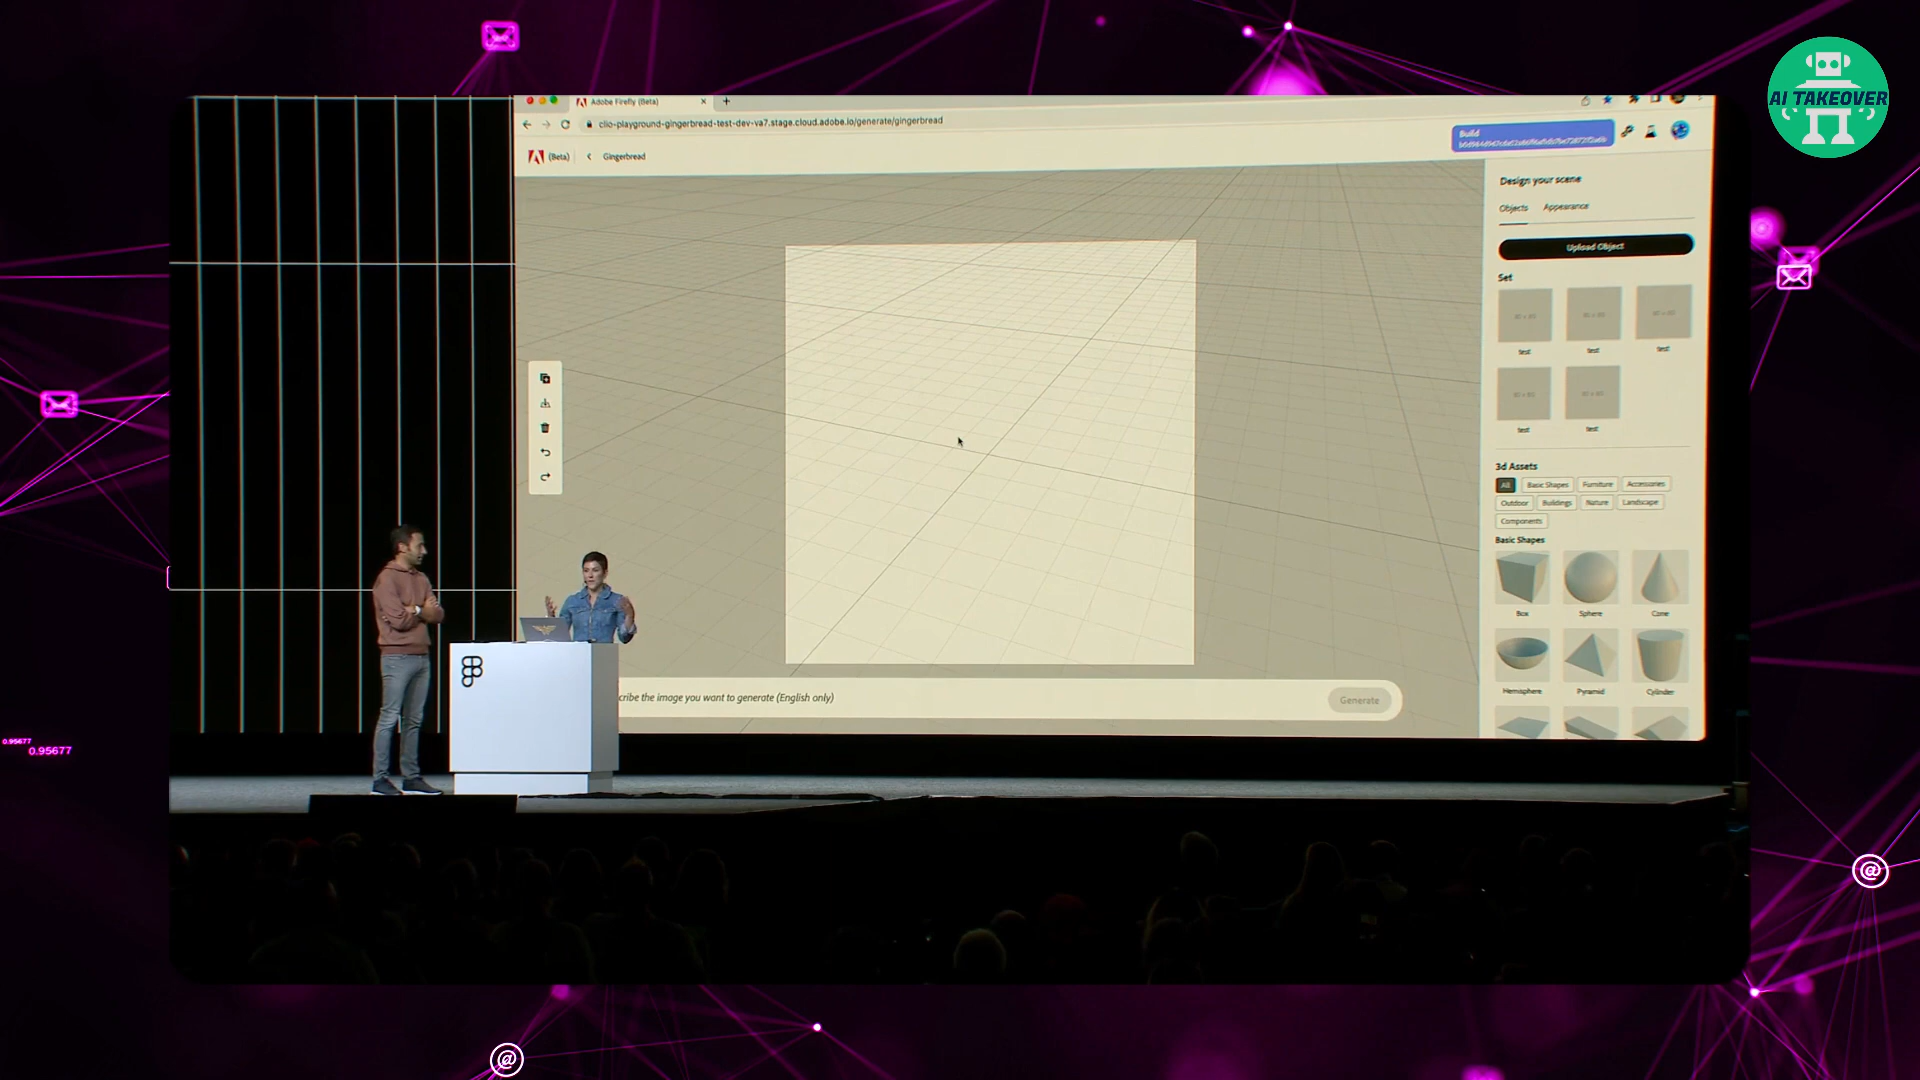 AI TAKEOVER
Adobe Firefly (Beta)
clio-playground-gingerbread-test-dev-va7.stage.cloud.adobe.io/generate/gingerbread
Build
(Beta)
Gingerbread
Design your scene
Objects Appearance
Upload Object
Set
test test test
test test
3d Assets
All Basic Shapes Furniture Accessories
Outdoor Buildings Nature Landscape
Components
Basic Shapes
Box Sphere Cone
Hemisphere Pyramid Cylinder
cribe the image you want to generate (English only)
Generate
0.95677
0.95677